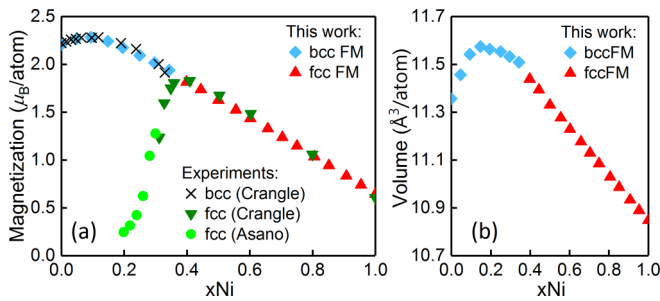 Magnetization (μB/atom)
3.0
2.5
2.0
1.5
1.0
0.5
0.0
This work:
bcc FM
fcc FM
Experiments:
bcc (Crangle)
fcc (Crangle)
fcc (Asano)
(a)
0.0 0.2 0.4 0.6 0.8 1.0
xNi
Volume (Å3/atom)
11.7
11.5
11.3
11.1
10.9
10.7
This work:
bccFM
fccFM
(b)
0.0 0.2 0.4 0.6 0.8 1.0
xNi